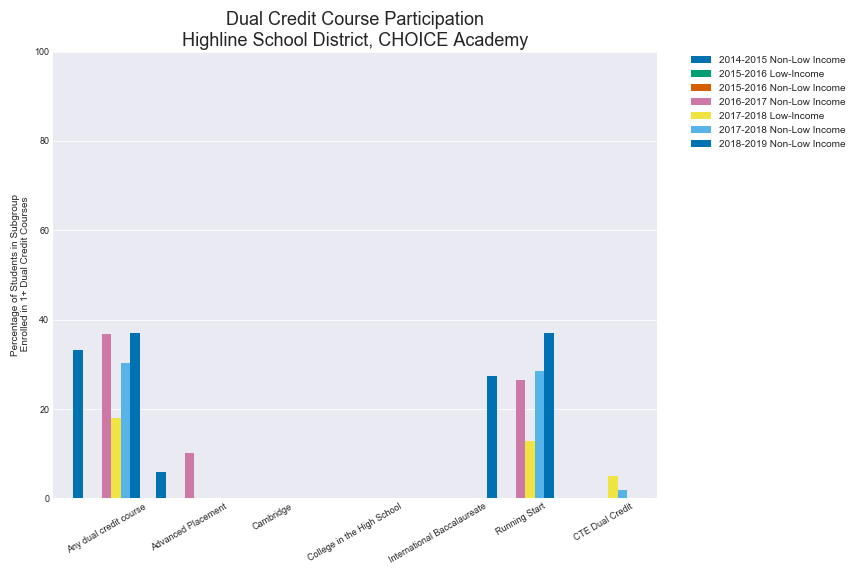 Dual Credit Course Participation
Highline School District, CHOICE Academy
Percentage of Students in Subgroup
Enrolled in 1+ Dual Credit Courses
100
80
60
40
20
0
Any dual credit course
Advanced Placement
Cambridge
College in the High School
International Baccalaureate
Running Start
CTE Dual Credit
2014-2015 Non-Low Income
2015-2016 Low-Income
2015-2016 Non-Low Income
2016-2017 Non-Low Income
2017-2018 Low-Income
2017-2018 Non-Low Income
2018-2019 Non-Low Income